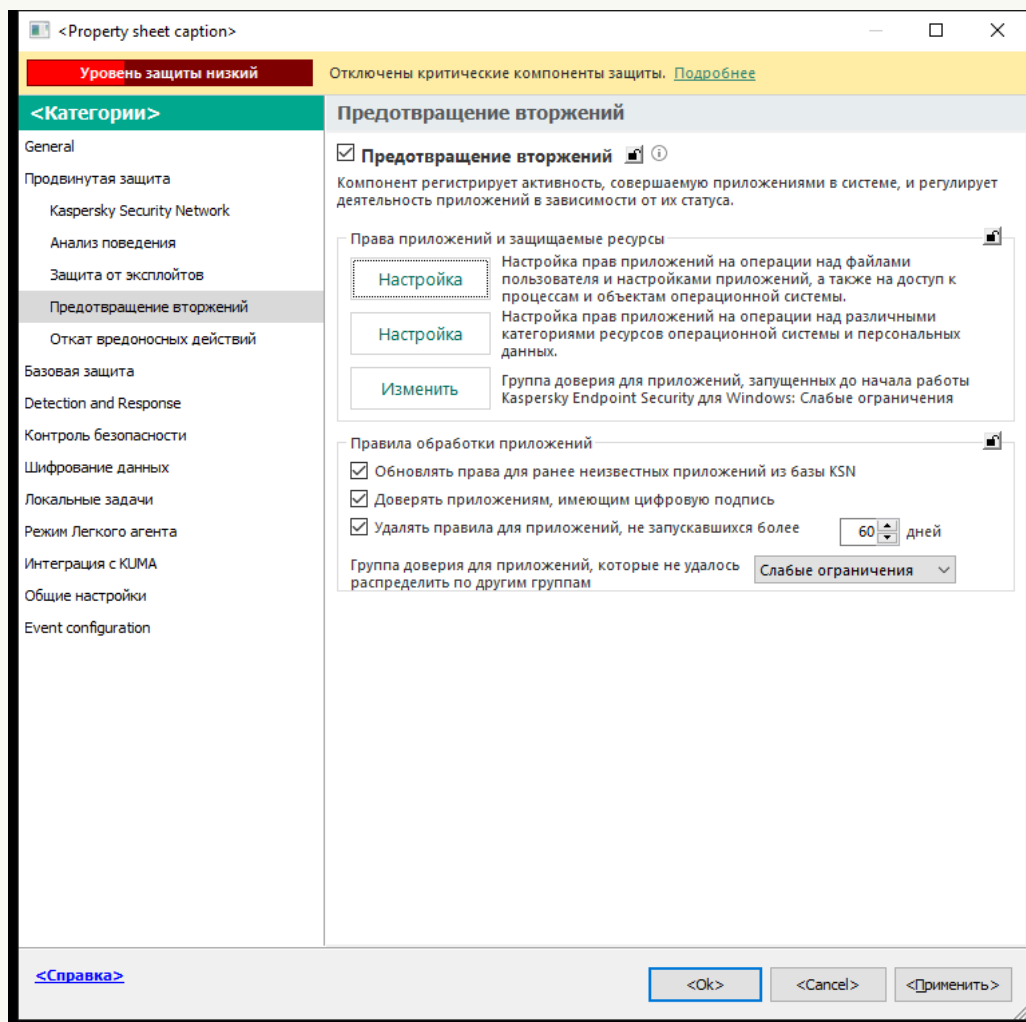 <Property sheet caption>
Уровень защиты низкий
Отключены критические компоненты защиты. Подробнее
<Категории>
General
Продвинутая защита
Kaspersky Security Network
Анализ поведения
Защита от эксплойтов
Предотвращение вторжений
Откат вредоносных действий
Базовая защита
Detection and Response
Контроль безопасности
Шифрование данных
Локальные задачи
Режим Легкого агента
Интеграция с KUMA
Общие настройки
Event configuration
Предотвращение вторжений
Предотвращение вторжений
Компонент регистрирует активность, совершаемую приложениями в системе, и регулирует
деятельность приложений в зависимости от их статуса.
Права приложений и защищаемые ресурсы
Настройка
Настройка прав приложений на операции над файлами
пользователя и настройками приложений, а также на доступ к
процессам и объектам операционной системы.
Настройка
Настройка прав приложений на операции над различными
категориями ресурсов операционной системы и персональных
данных.
Изменить
Группа доверия для приложений, запущенных до начала работы
Kaspersky Endpoint Security для Windows: Слабые ограничения
Правила обработки приложений
Обновлять права для ранее неизвестных приложений из базы KSN
Доверять приложениям, имеющим цифровую подпись
Удалять правила для приложений, не запускавшихся более 60 дней
Группа доверия для приложений, которые не удалось
распределить по другим группам
Слабые ограничения
<Справка>
<Ok>
<Cancel>
<Применить>